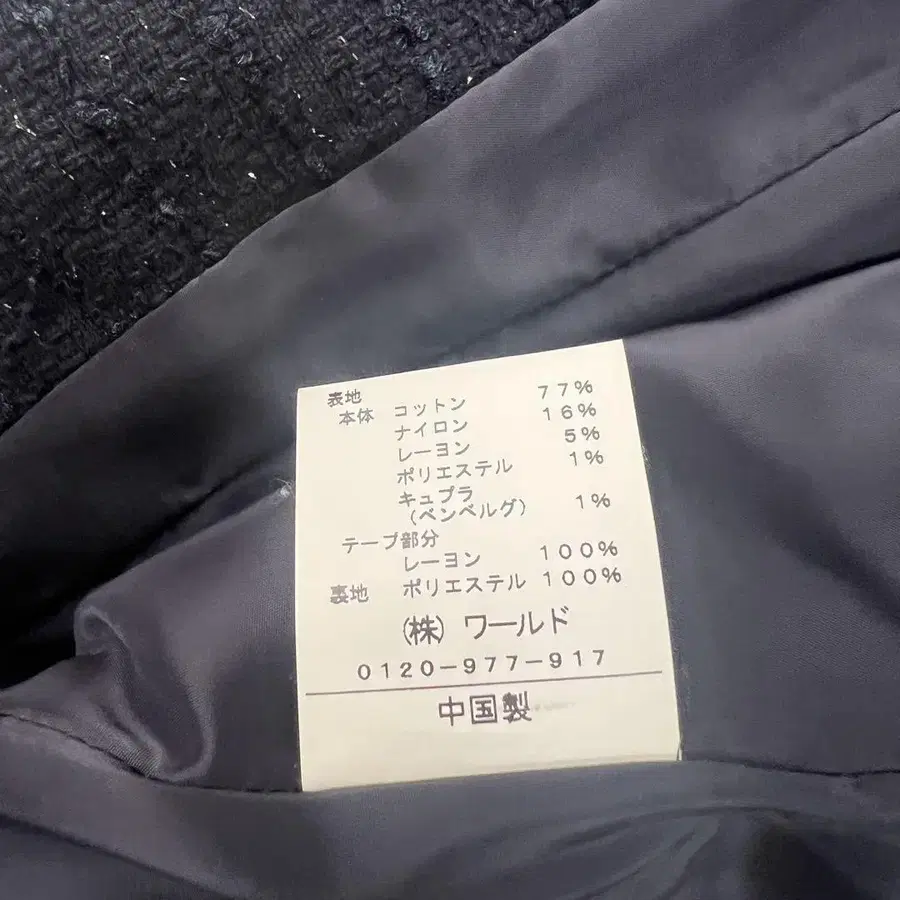 表地
本体 コットン 77%
ナイロン 16%
レーヨン 5%
ポリエステル 1%
キュプラ
(ベンベルグ) 1%
テープ部分
レーヨン 100%
裏地 ポリエステル 100%
(株) ワールド
0120-977-917
中国製